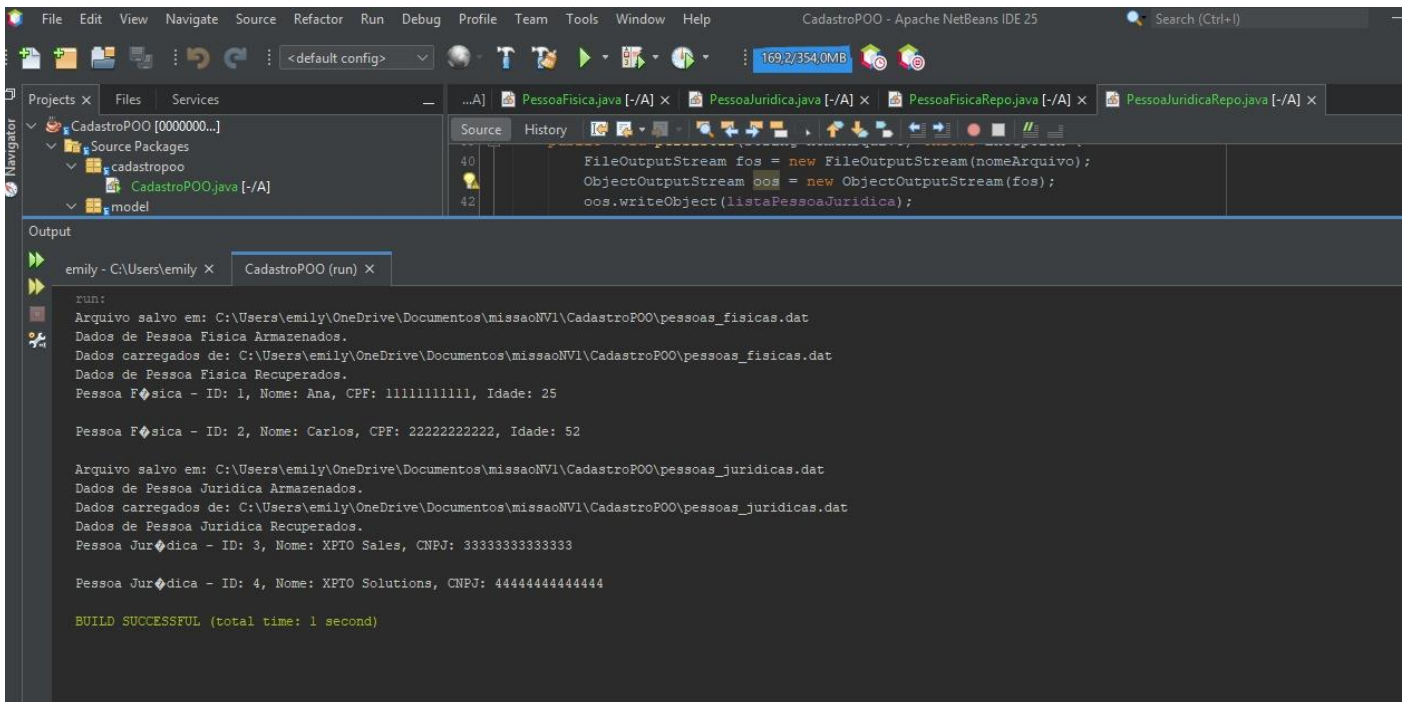 File Edit View Navigate Source Refactor Run Debug Profile Team Tools Window Help CadastroPOO - Apache NetBeans IDE 25 Search (Ctrl+I)
<default config> 169,2/354,0MB
Projects Files Services
...A] PessoaFisica.java [-/A] PessoaJuridica.java [-/A] PessoaFisicaRepo.java [-/A] PessoaJuridicaRepo.java [-/A]
Navigator
CadastroPOO [0000000...]
Source Packages
cadastropoo
CadastroPOO.java [-/A]
model
Source History
40 FileOutputStream fos = new FileOutputStream(nomeArquivo);
ObjectOutputStream oos = new ObjectOutputStream(fos);
42 oos.writeObject(listaPessoaJuridica);
Output
emily - C:\Users\emily CadastroPOO (run)
run:
Arquivo salvo em: C:\Users\emily\OneDrive\Documentos\missaoNV1\CadastroPOO\pessoas_fisicas.dat
Dados de Pessoa Fisica Armazenados.
Dados carregados de: C:\Users\emily\OneDrive\Documentos\missaoNV1\CadastroPOO\pessoas_fisicas.dat
Dados de Pessoa Fisica Recuperados.
Pessoa F�sica - ID: 1, Nome: Ana, CPF: 11111111111, Idade: 25
Pessoa F�sica - ID: 2, Nome: Carlos, CPF: 22222222222, Idade: 52
Arquivo salvo em: C:\Users\emily\OneDrive\Documentos\missaoNV1\CadastroPOO\pessoas_juridicas.dat
Dados de Pessoa Juridica Armazenados.
Dados carregados de: C:\Users\emily\OneDrive\Documentos\missaoNV1\CadastroPOO\pessoas_juridicas.dat
Dados de Pessoa Juridica Recuperados.
Pessoa Jur�dica - ID: 3, Nome: XPTO Sales, CNPJ: 33333333333333
Pessoa Jur�dica - ID: 4, Nome: XPTO Solutions, CNPJ: 44444444444444
BUILD SUCCESSFUL (total time: 1 second)